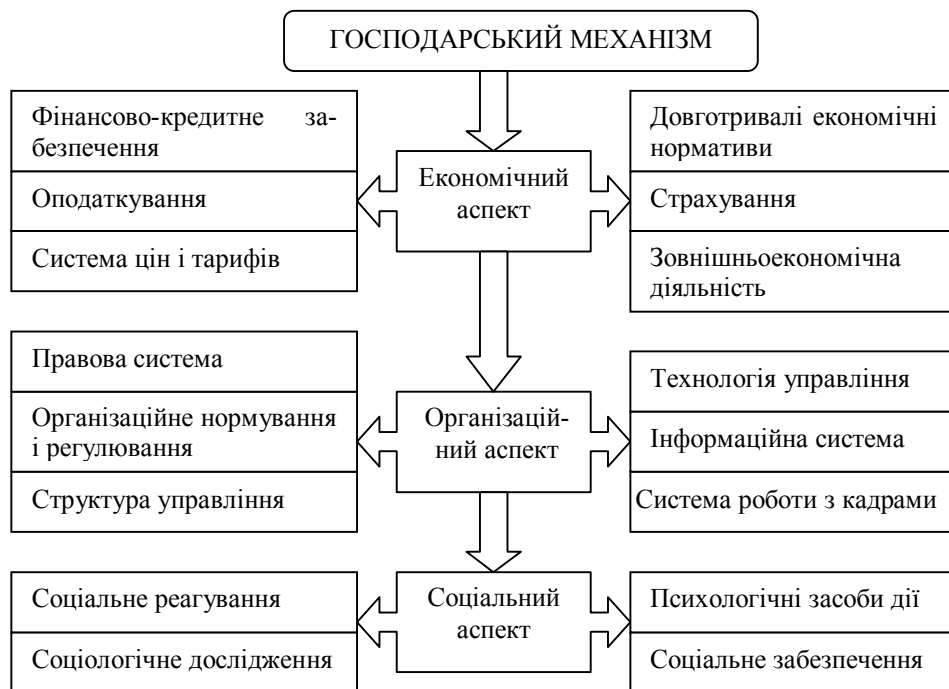 ГОСПОДАРСЬКИЙ МЕХАНІЗМ
Фінансово-кредитне за-
безпечення
Оподаткування
Система цін і тарифів
Економічний
аспект
Довготривалі економічні
нормативи
Страхування
Зовнішньоекономічна
діяльність
Правова система
Організаційне нормування
і регулювання
Структура управління
Організацій-
ний аспект
Технологія управління
Інформаційна система
Система роботи з кадрами
Соціальне реагування
Соціологічне дослідження
Соціальний
аспект
Психологічні засоби дії
Соціальне забезпечення